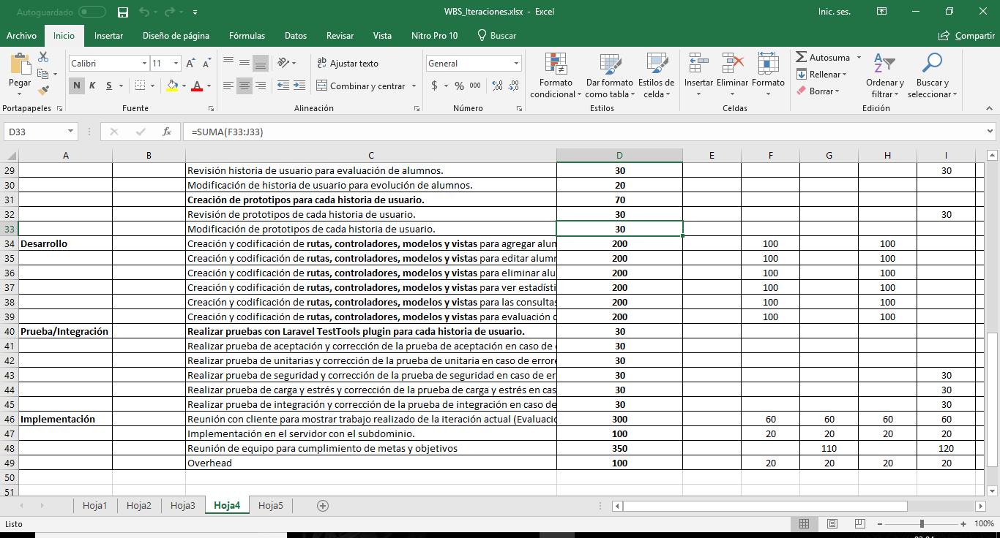 Autoguardado
WBS_Iteraciones.xlsx - Excel
Inic. ses.
Archivo Inicio Insertar Diseño de página Fórmulas Datos Revisar Vista Nitro Pro 10 Buscar Compartir
Pegar
Portapapeles
Calibri 11
N K S
Fuente
ab Ajustar texto
Combinar y centrar
Alineación
General
$ % 000
Número
Formato condicional
Dar formato como tabla
Estilos de celda
Estilos
Insertar Eliminar Formato
Celdas
Autosuma
Rellenar
Borrar
Ordenar y filtrar
Buscar y seleccionar
Edición
D33 fx =SUMA(F33:J33)
A B C D E F G H I
29 Revisión historia de usuario para evaluación de alumnos. 30 30
30 Modificación de historia de usuario para evolución de alumnos. 20
31 Creación de prototipos para cada historia de usuario. 70
32 Revisión de prototipos de cada historia de usuario. 30 30
33 Modificación de prototipos de cada historia de usuario. 30
34 Desarrollo Creación y codificación de rutas, controladores, modelos y vistas para agregar alum 200 100 100
35 Creación y codificación de rutas, controladores, modelos y vistas para editar alumn 200 100 100
36 Creación y codificación de rutas, controladores, modelos y vistas para eliminar alu 200 100 100
37 Creación y codificación de rutas, controladores, modelos y vistas para ver estadísti 200 100 100
38 Creación y codificación de rutas, controladores, modelos y vistas para las consultas 200 100 100
39 Creación y codificación de rutas, controladores, modelos y vistas para evaluación 200 100 100
40 Prueba/Integración Realizar pruebas con Laravel TestTools plugin para cada historia de usuario. 30
41 Realizar prueba de aceptación y corrección de la prueba de aceptación en caso de 30
42 Realizar prueba de unitarias y corrección de la prueba de unitaria en caso de errore 30
43 Realizar prueba de seguridad y corrección de la prueba de seguridad en caso de er 30 30
44 Realizar prueba de carga y estrés y corrección de la prueba de carga y estrés en cas 30 30
45 Realizar prueba de integración y corrección de la prueba de integración en caso de 30 30
46 Implementación Reunión con cliente para mostrar trabajo realizado de la iteración actual (Evaluació 300 60 60 60 60
47 Implementación en el servidor con el subdominio. 100 20 20 20 20
48 Reunión de equipo para cumplimiento de metas y objetivos 350 110 120
49 Overhead 100 20 20 20 20
50
51
Hoja1 Hoja2 Hoja3 Hoja4 Hoja5
Listo 100%